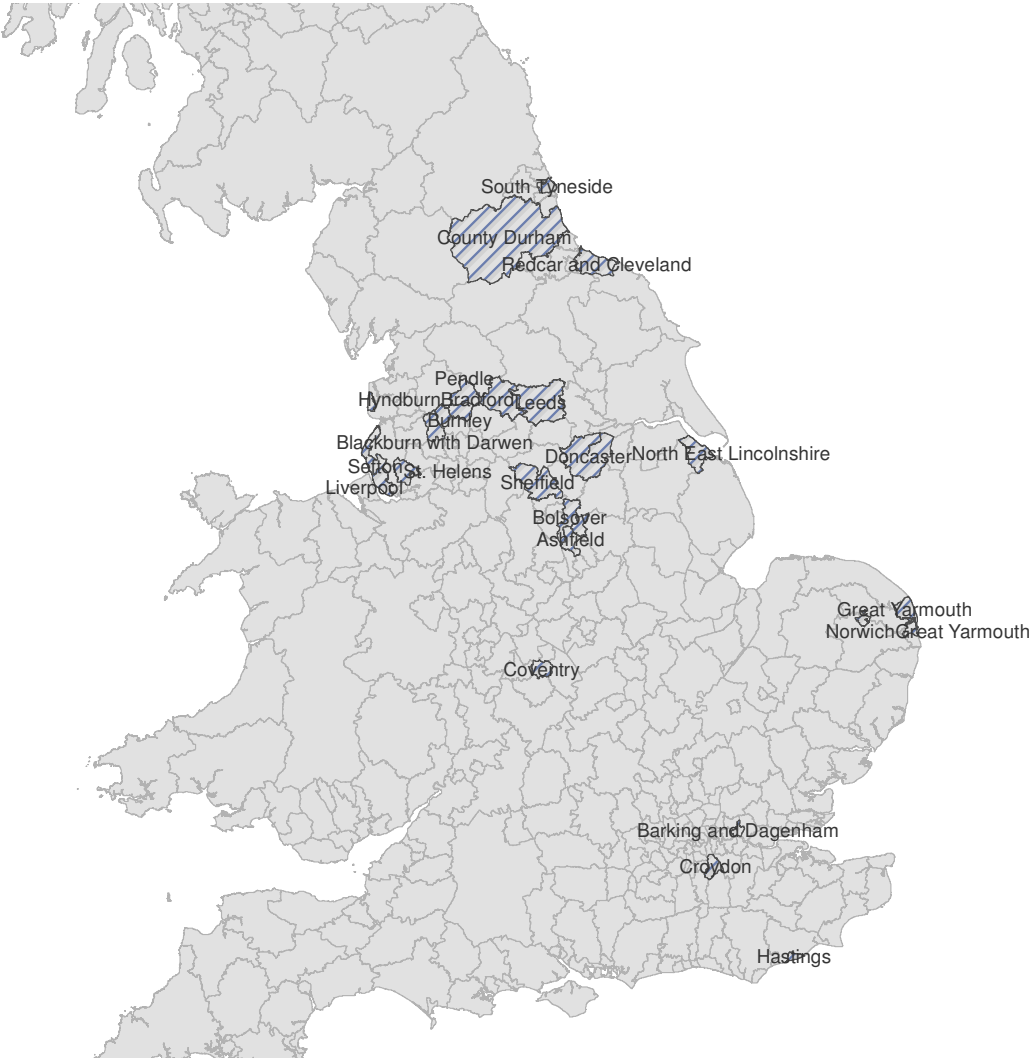 South Tyneside
County Durham
Redcar and Cleveland
Pendle
Hyndburn
Bradford
Leeds
Burnley
Blackburn with Darwen
Doncaster
North East Lincolnshire
Sefton
St. Helens
Liverpool
Sheffield
Bolsover
Ashfield
Great Yarmouth
Norwich
Great Yarmouth
Coventry
Barking and Dagenham
Croydon
Hastings